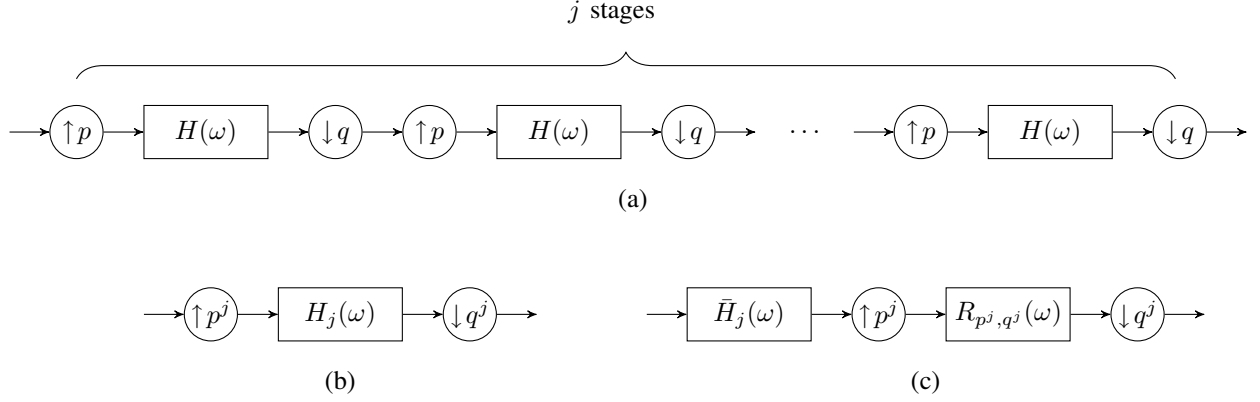 j stages
↑p H(ω) ↓q ↑p H(ω) ↓q ··· ↑p H(ω) ↓q
(a)
↑p^j H_j(ω) ↓q^j H̄_j(ω) ↑p^j R_{p^j,q^j}(ω) ↓q^j
(b) (c)